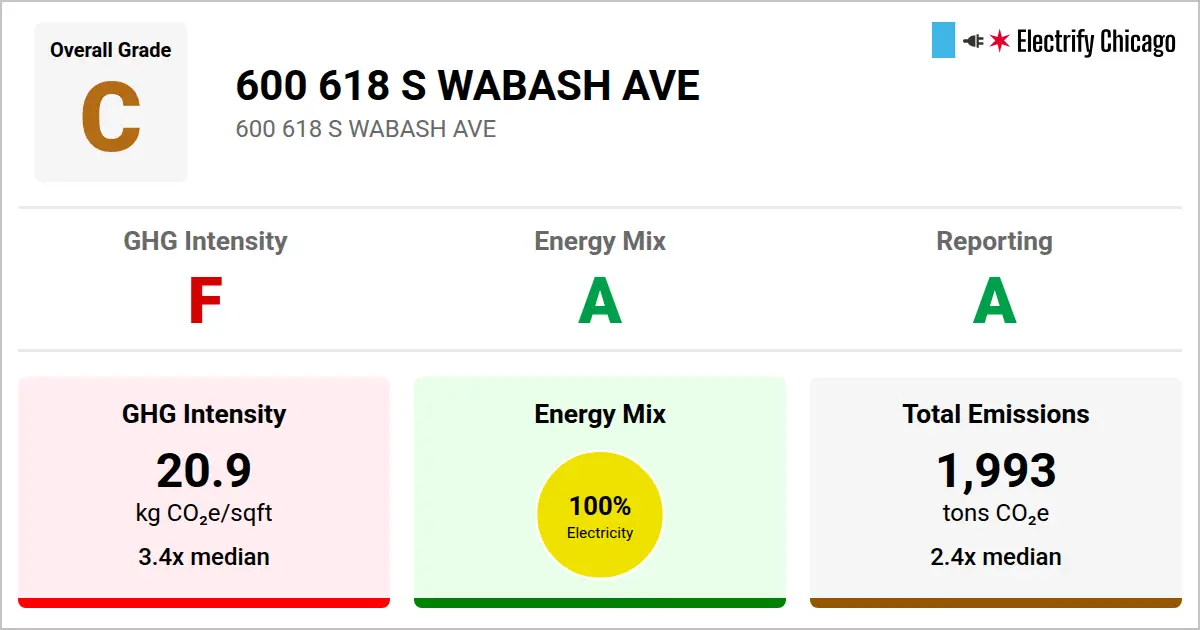 Overall Grade
C
600 618 S WABASH AVE
600 618 S WABASH AVE
Electrify Chicago
GHG Intensity
F
Energy Mix
A
Reporting
A
GHG Intensity
20.9
kg CO₂e/sqft
3.4x median
Energy Mix
100%
Electricity
Total Emissions
1,993
tons CO₂e
2.4x median